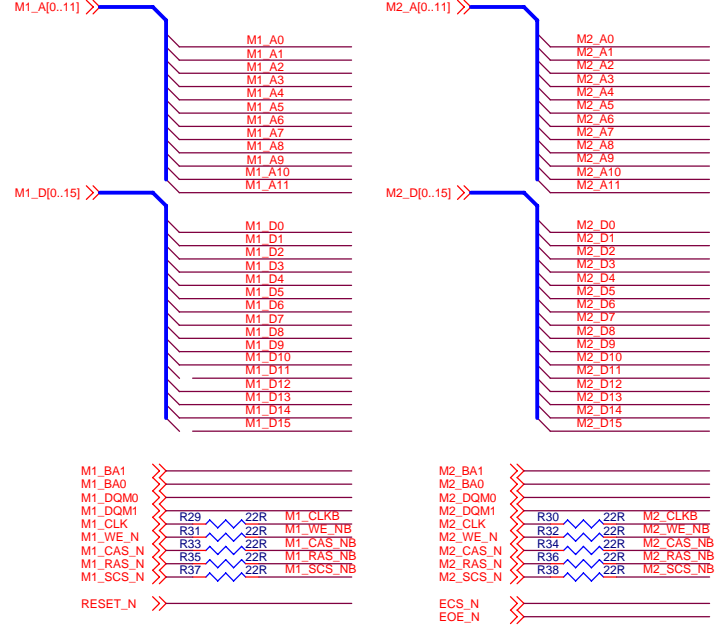 M1_A[0..11]
M1_A0
M1_A1
M1_A2
M1_A3
M1_A4
M1_A5
M1_A6
M1_A7
M1_A8
M1_A9
M1_A10
M1_A11
M1_D[0..15]
M1_D0
M1_D1
M1_D2
M1_D3
M1_D4
M1_D5
M1_D6
M1_D7
M1_D8
M1_D9
M1_D10
M1_D11
M1_D12
M1_D13
M1_D14
M1_D15
M1_BA1
M1_BA0
M1_DQM0
M1_DQM1
M1_CLK R29 22R M1_CLKB
M1_WE_N R31 22R M1_WE_NB
M1_CAS_N R33 22R M1_CAS_NB
M1_RAS_N R35 22R M1_RAS_NB
M1_SCS_N R37 22R M1_SCS_NB
RESET_N
M2_A[0..11]
M2_A0
M2_A1
M2_A2
M2_A3
M2_A4
M2_A5
M2_A6
M2_A7
M2_A8
M2_A9
M2_A10
M2_A11
M2_D[0..15]
M2_D0
M2_D1
M2_D2
M2_D3
M2_D4
M2_D5
M2_D6
M2_D7
M2_D8
M2_D9
M2_D10
M2_D11
M2_D12
M2_D13
M2_D14
M2_D15
M2_BA1
M2_BA0
M2_DQM0
M2_DQM1
M2_CLK R30 22R M2_CLKB
M2_WE_N R32 22R M2_WE_NB
M2_CAS_N R34 22R M2_CAS_NB
M2_RAS_N R36 22R M2_RAS_NB
M2_SCS_N R38 22R M2_SCS_NB
ECS_N
EOE_N